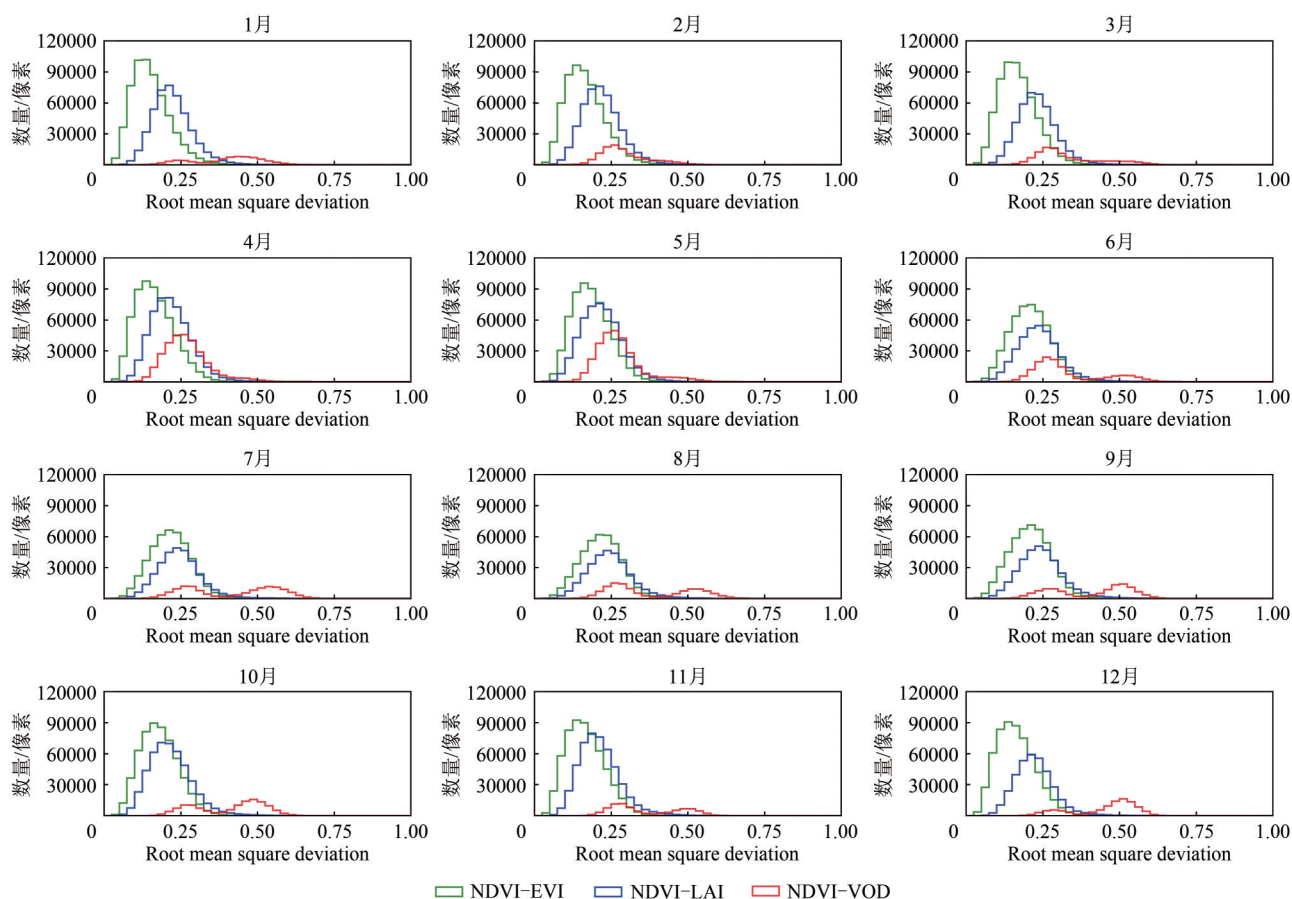 1月 2月 3月
120000 120000 120000
90000 90000 90000
60000 60000 60000
30000 30000 30000
数量/像素 数量/像素 数量/像素
0 0.25 0.50 0.75 1.00 0 0.25 0.50 0.75 1.00 0 0.25 0.50 0.75 1.00
Root mean square deviation Root mean square deviation Root mean square deviation
4月 5月 6月
120000 120000 120000
90000 90000 90000
60000 60000 60000
30000 30000 30000
数量/像素 数量/像素 数量/像素
0 0.25 0.50 0.75 1.00 0 0.25 0.50 0.75 1.00 0 0.25 0.50 0.75 1.00
Root mean square deviation Root mean square deviation Root mean square deviation
7月 8月 9月
120000 120000 120000
90000 90000 90000
60000 60000 60000
30000 30000 30000
数量/像素 数量/像素 数量/像素
0 0.25 0.50 0.75 1.00 0 0.25 0.50 0.75 1.00 0 0.25 0.50 0.75 1.00
Root mean square deviation Root mean square deviation Root mean square deviation
10月 11月 12月
120000 120000 120000
90000 90000 90000
60000 60000 60000
30000 30000 30000
数量/像素 数量/像素 数量/像素
0 0.25 0.50 0.75 1.00 0 0.25 0.50 0.75 1.00 0 0.25 0.50 0.75 1.00
Root mean square deviation Root mean square deviation Root mean square deviation
NDVI-EVI NDVI-LAI NDVI-VOD